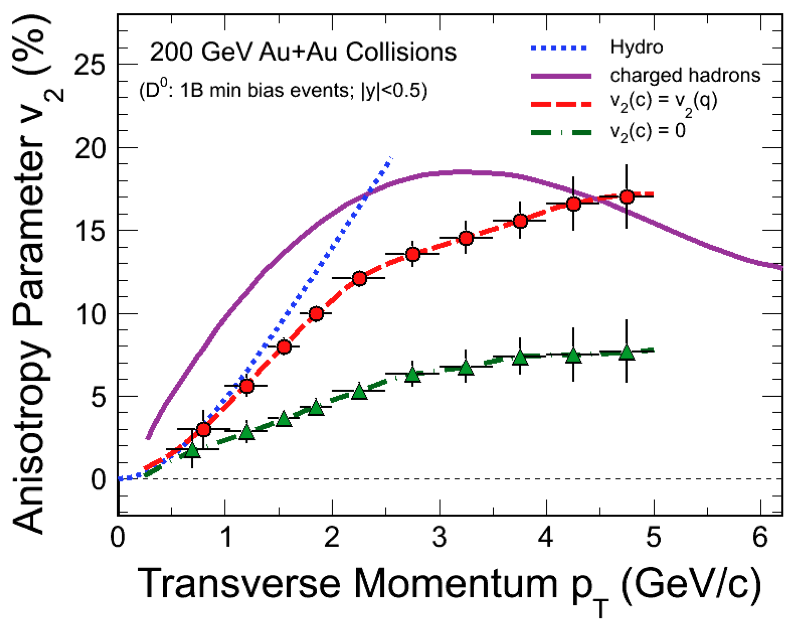 200 GeV Au+Au Collisions
(D⁰: 1B min bias events; |y|<0.5)
Hydro
charged hadrons
v₂(c) = v₂(q)
v₂(c) = 0
Anisotropy Parameter v₂ (%)
25
20
15
10
5
0
0 1 2 3 4 5 6
Transverse Momentum p_T (GeV/c)